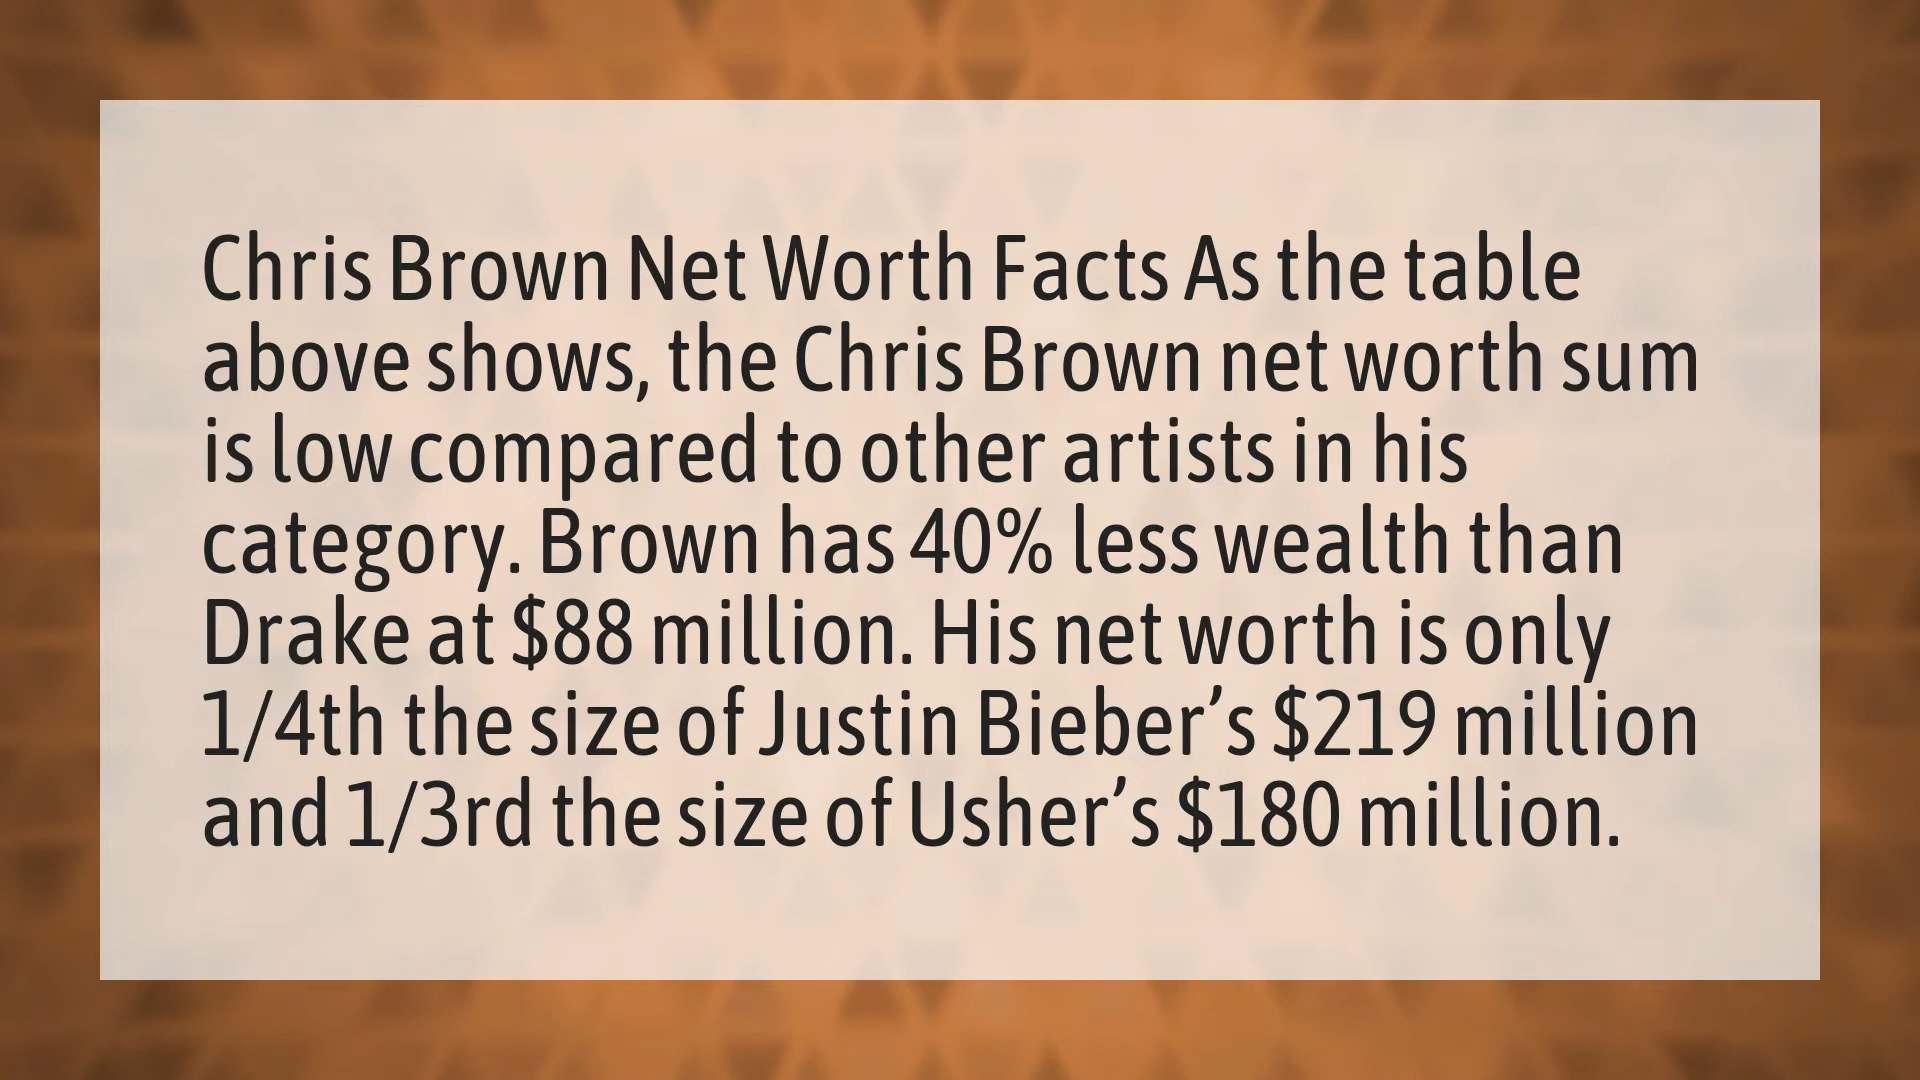 Chris Brown Net Worth Facts As the table
above shows, the Chris Brown net worth sum
is low compared to other artists in his
category. Brown has 40% less wealth than
Drake at $88 million. His net worth is only
1/4th the size of Justin Bieber’s $219 million
and 1/3rd the size of Usher’s $180 million.